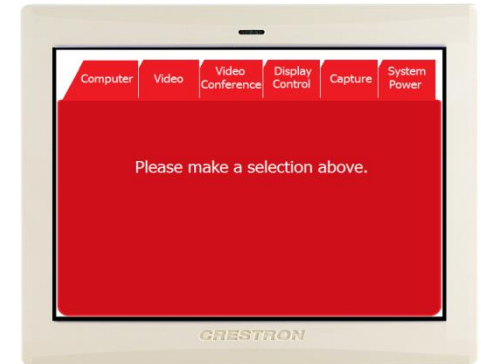 Computer
Video
Video
Conference
Display
Control
Capture
System
Power
Please make a selection above.
CRESTRON